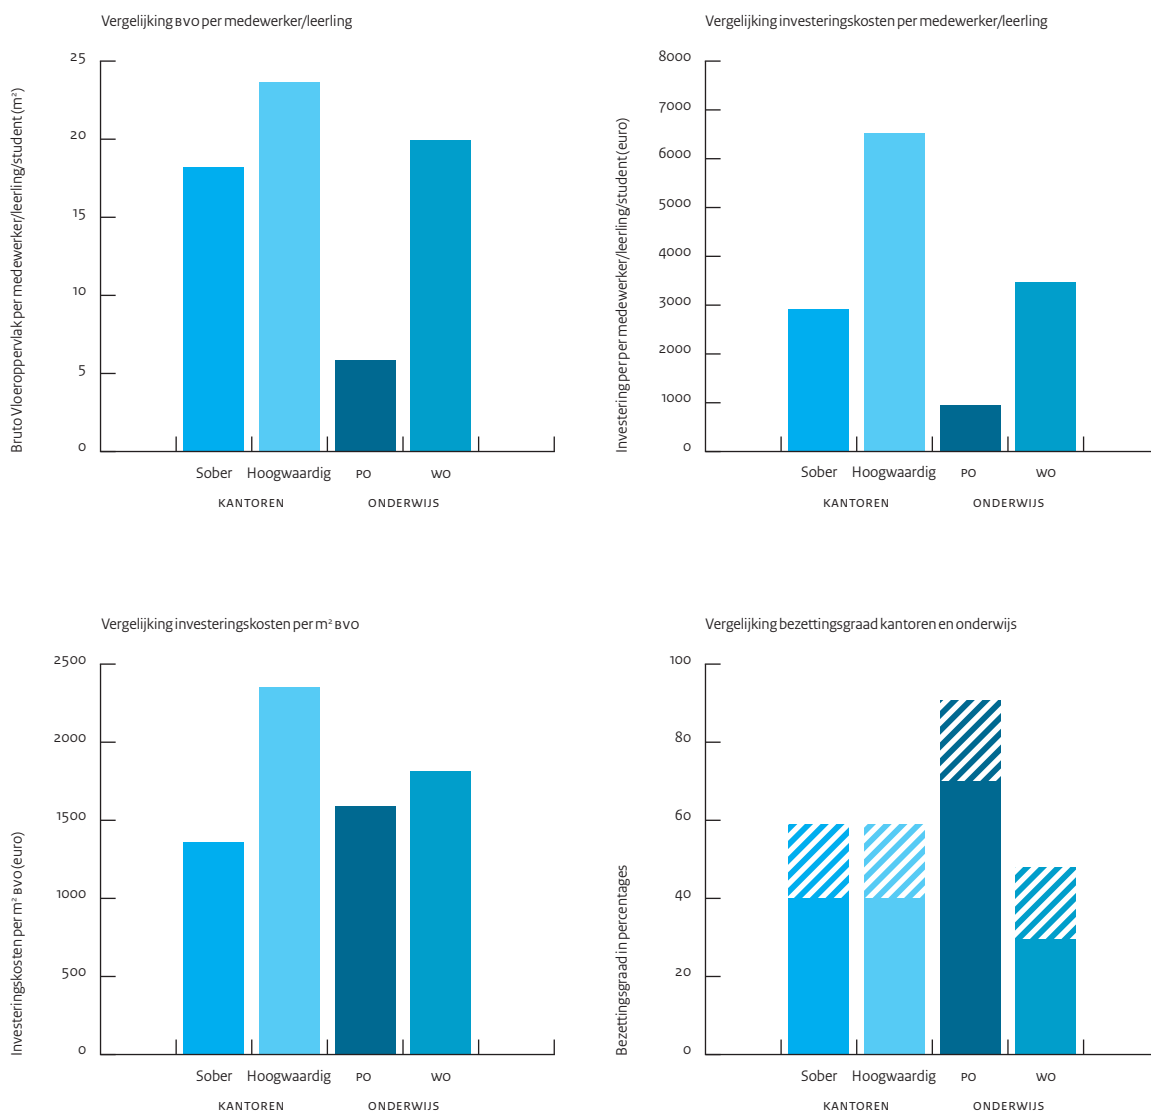 Vergelijking BVO per medewerker/leerling
Bruto Vloeroppervlak per medewerker/leerling/student (m²)
25
20
15
10
5
0
Sober Hoogwaardig PO WO
KANTOREN ONDERWIJS
Vergelijking investeringskosten per medewerker/leerling
Investering per per medewerker/leerling/student (euro)
8000
7000
6000
5000
4000
3000
2000
1000
0
Sober Hoogwaardig PO WO
KANTOREN ONDERWIJS
Vergelijking investeringskosten per m² BVO
Investeringskosten per m² BVO (euro)
2500
2000
1500
1000
500
0
Sober Hoogwaardig PO WO
KANTOREN ONDERWIJS
Vergelijking bezettingsgraad kantoren en onderwijs
Bezettingsgraad in percentages
100
80
60
40
20
0
Sober Hoogwaardig PO WO
KANTOREN ONDERWIJS